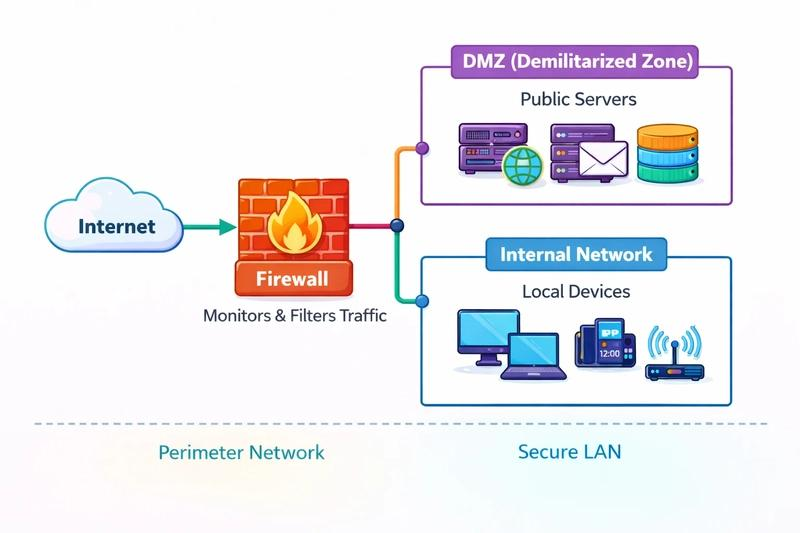 DMZ (Demilitarized Zone)
Public Servers
Internet
Firewall
Monitors & Filters Traffic
Internal Network
Local Devices
12:00
Perimeter Network
Secure LAN